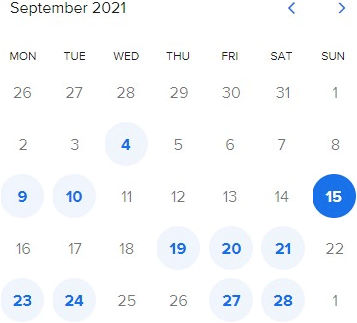 September 2021 < >
MON TUE WED THU FRI SAT SUN
26 27 28 29 30 31 1
2 3 4 5 6 7 8
9 10 11 12 13 14 15
16 17 18 19 20 21 22
23 24 25 26 27 28 1